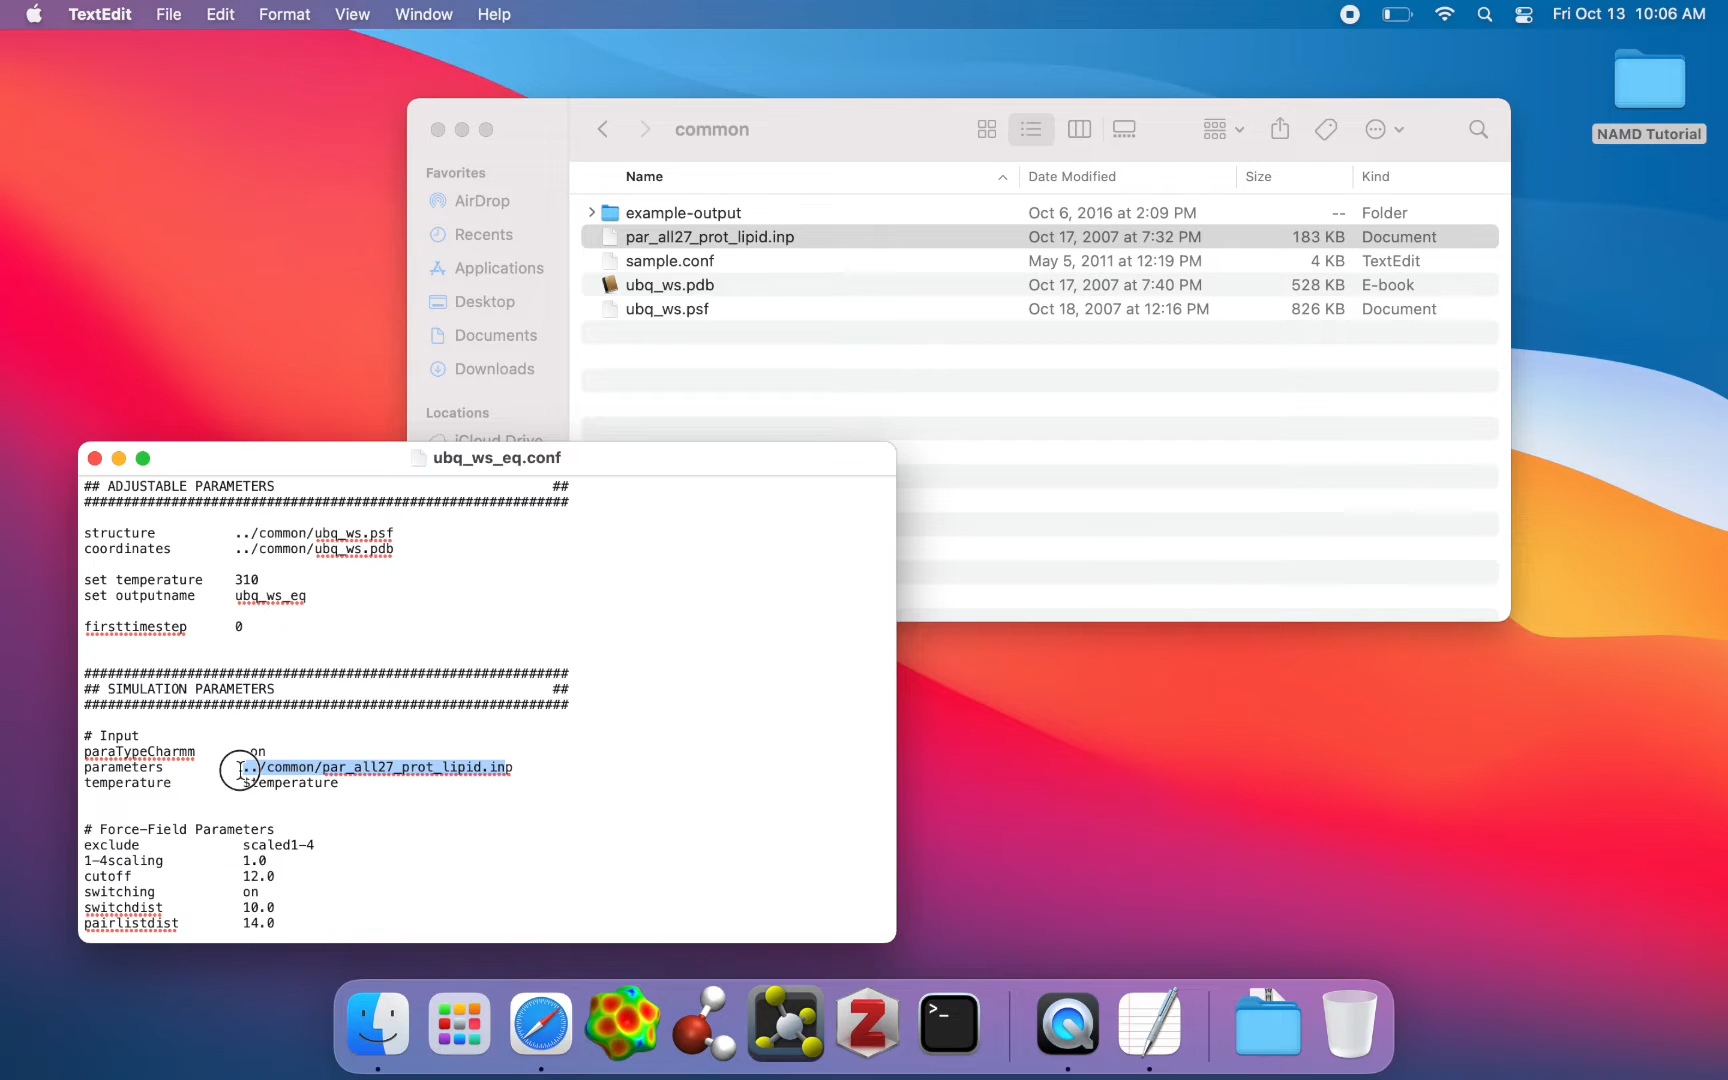 TextEdit File Edit Format View Window Help Fri Oct 13 10:06 AM
NAMD Tutorial
common
Favorites
AirDrop
Recents
Applications
Desktop
Documents
Downloads
Locations
iCloud Drive
Name Date Modified Size Kind
example-output Oct 6, 2016 at 2:09 PM -- Folder
par_all27_prot_lipid.inp Oct 17, 2007 at 7:32 PM 183 KB Document
sample.conf May 5, 2011 at 12:19 PM 4 KB TextEdit
ubq_ws.pdb Oct 17, 2007 at 7:40 PM 528 KB E-book
ubq_ws.psf Oct 18, 2007 at 12:16 PM 826 KB Document
ubq_ws_eq.conf
## ADJUSTABLE PARAMETERS ##
#############################################################
structure ../common/ubq_ws.psf
coordinates ../common/ubq_ws.pdb
set temperature 310
set outputname ubq_ws_eq
firsttimestep 0
#############################################################
## SIMULATION PARAMETERS ##
#############################################################
# Input
paraTypeCharmm on
parameters ../common/par_all27_prot_lipid.inp
temperature $temperature
# Force-Field Parameters
exclude scaled1-4
1-4scaling 1.0
cutoff 12.0
switching on
switchdist 10.0
pairlistdist 14.0
Z
>_